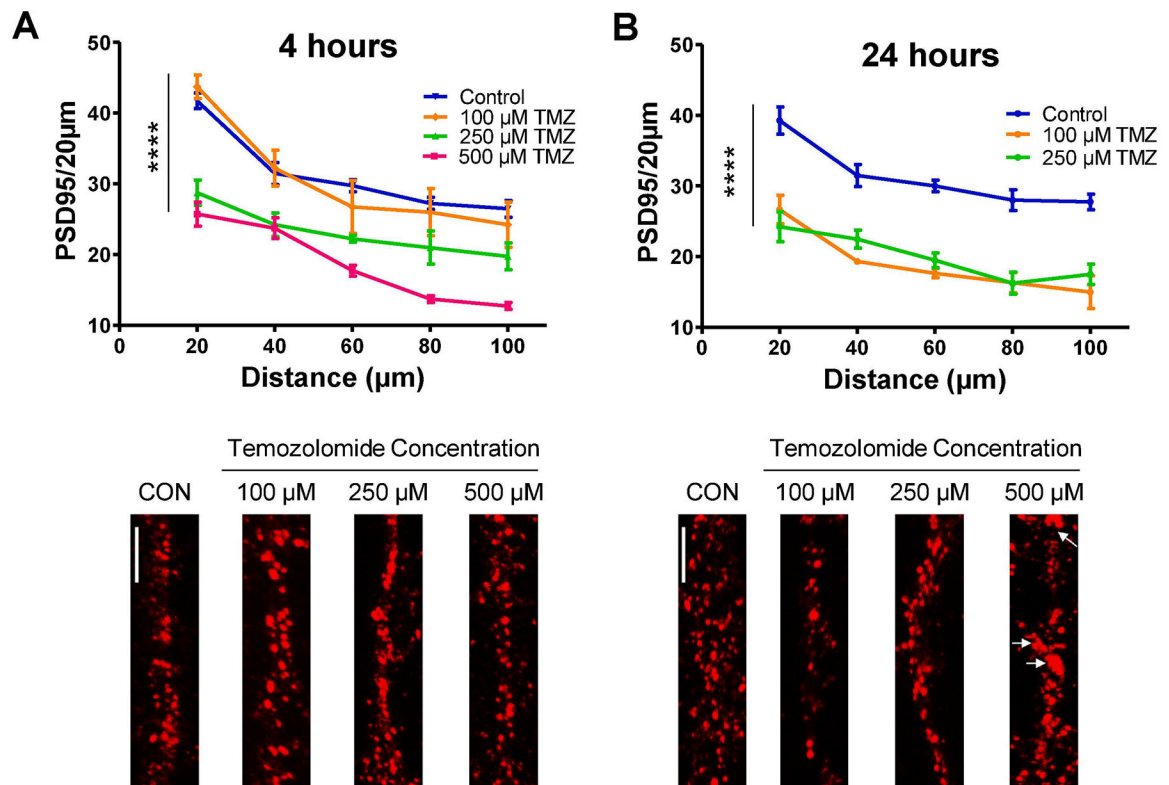 A
4 hours
50
40
30
20
10
PSD95/20µm
****
Control
100 µM TMZ
250 µM TMZ
500 µM TMZ
0 20 40 60 80 100
Distance (µm)
Temozolomide Concentration
CON 100 µM 250 µM 500 µM
B
24 hours
50
40
30
20
10
PSD95/20µm
****
Control
100 µM TMZ
250 µM TMZ
0 20 40 60 80 100
Distance (µm)
Temozolomide Concentration
CON 100 µM 250 µM 500 µM